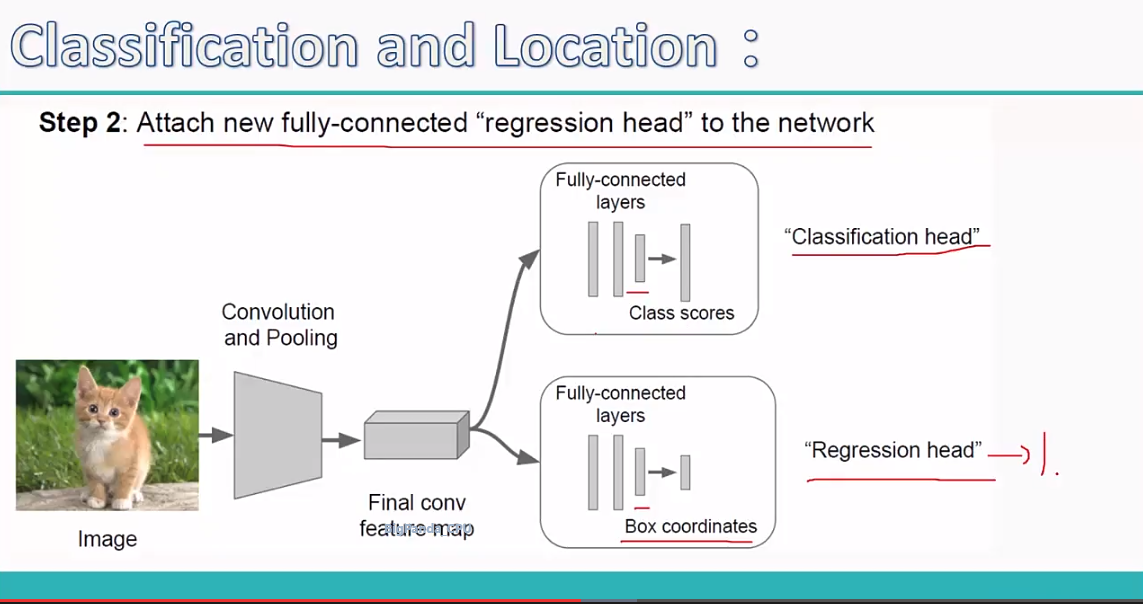 Classification and Location :
Step 2: Attach new fully-connected “regression head” to the network
Fully-connected
layers
Class scores
“Classification head”
Convolution
and Pooling
Image
Final conv
feature map
Fully-connected
layers
Box coordinates
“Regression head”